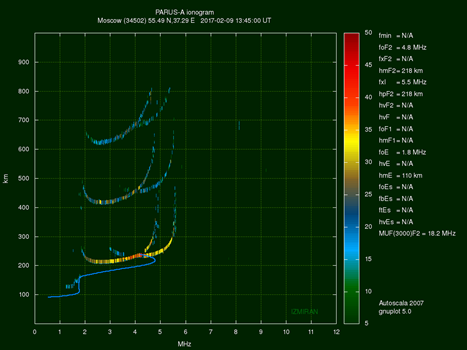 PARUS-A ionogram
Moscow (34502) 55.49 N,37.29 E 2017-02-09 13:45:00 UT
km
900
800
700
600
500
400
300
200
100
0 1 2 3 4 5 6 7 8 9 10 11 12
MHz
50
45
40
35
30
25
20
15
10
5
fmin = N/A
foF2 = 4.8 MHz
fxF2 = N/A
hmF2= 218 km
fxI = 5.5 MHz
hpF2 = 218 km
hvF2 = N/A
hvF = N/A
foF1 = N/A
hmF1= N/A
foE = 1.8 MHz
hvE = N/A
hmE = 110 km
foEs = N/A
fbEs = N/A
ftEs = N/A
hvEs = N/A
MUF(3000)F2 = 18.2 MHz
IZMIRAN
Autoscala 2007
gnuplot 5.0